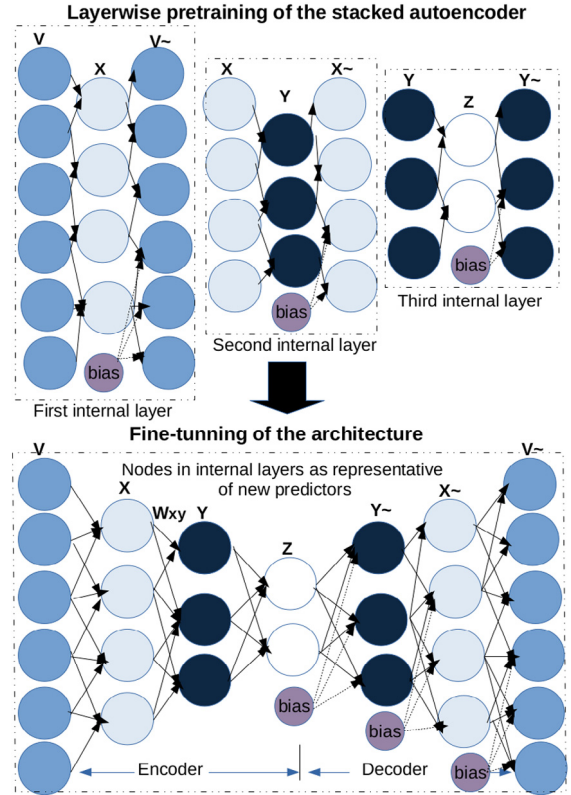 Layerwise pretraining of the stacked autoencoder
V
X
V~
X
Y
X~
Y
Z
Y~
bias
bias
bias
First internal layer
Second internal layer
Third internal layer
Fine-tunning of the architecture
Nodes in internal layers as representative
of new predictors
V
X
Wxy
Y
Z
Y~
X~
V~
bias
bias
bias
Encoder
Decoder